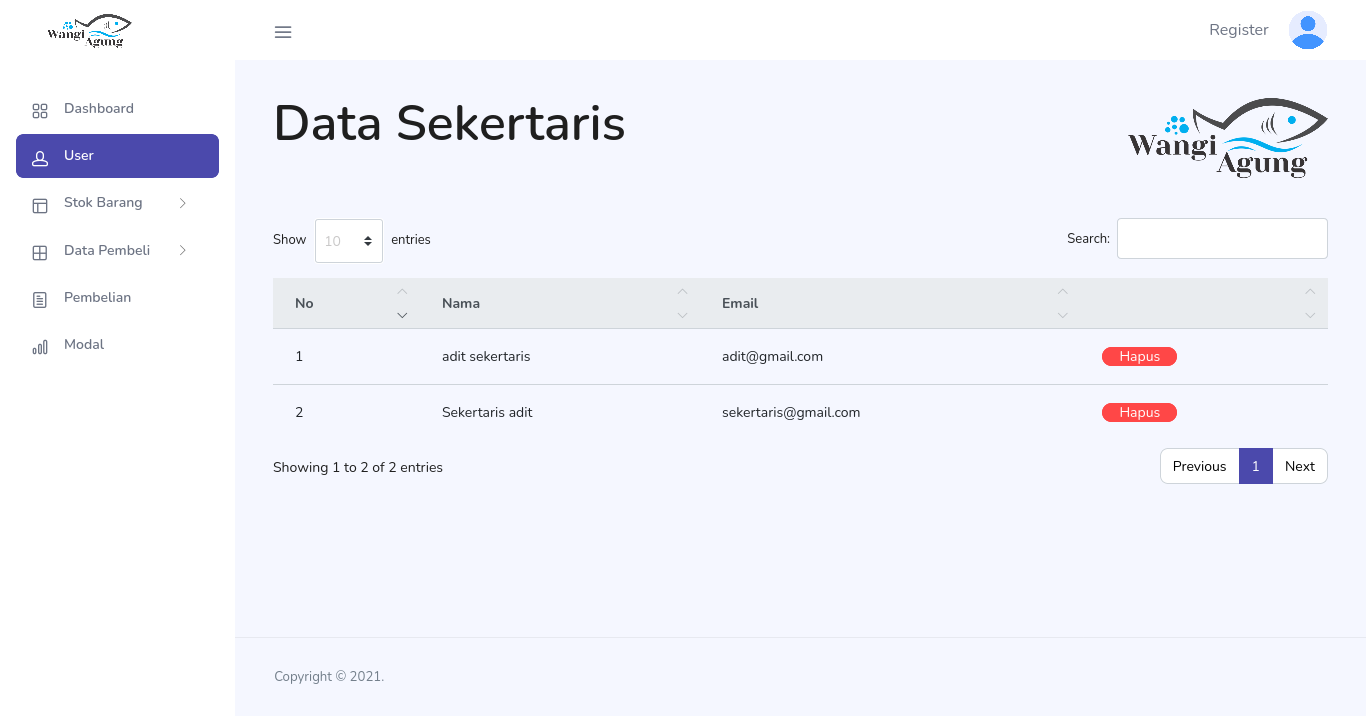 Wangi
Agung
Register
Dashboard
User
Stok Barang
Data Pembeli
Pembelian
Modal
Data Sekertaris
Wangi
Agung
Show 10 entries
Search:
No Nama Email
1 adit sekertaris adit@gmail.com Hapus
2 Sekertaris adit sekertaris@gmail.com Hapus
Showing 1 to 2 of 2 entries
Previous 1 Next
Copyright © 2021.